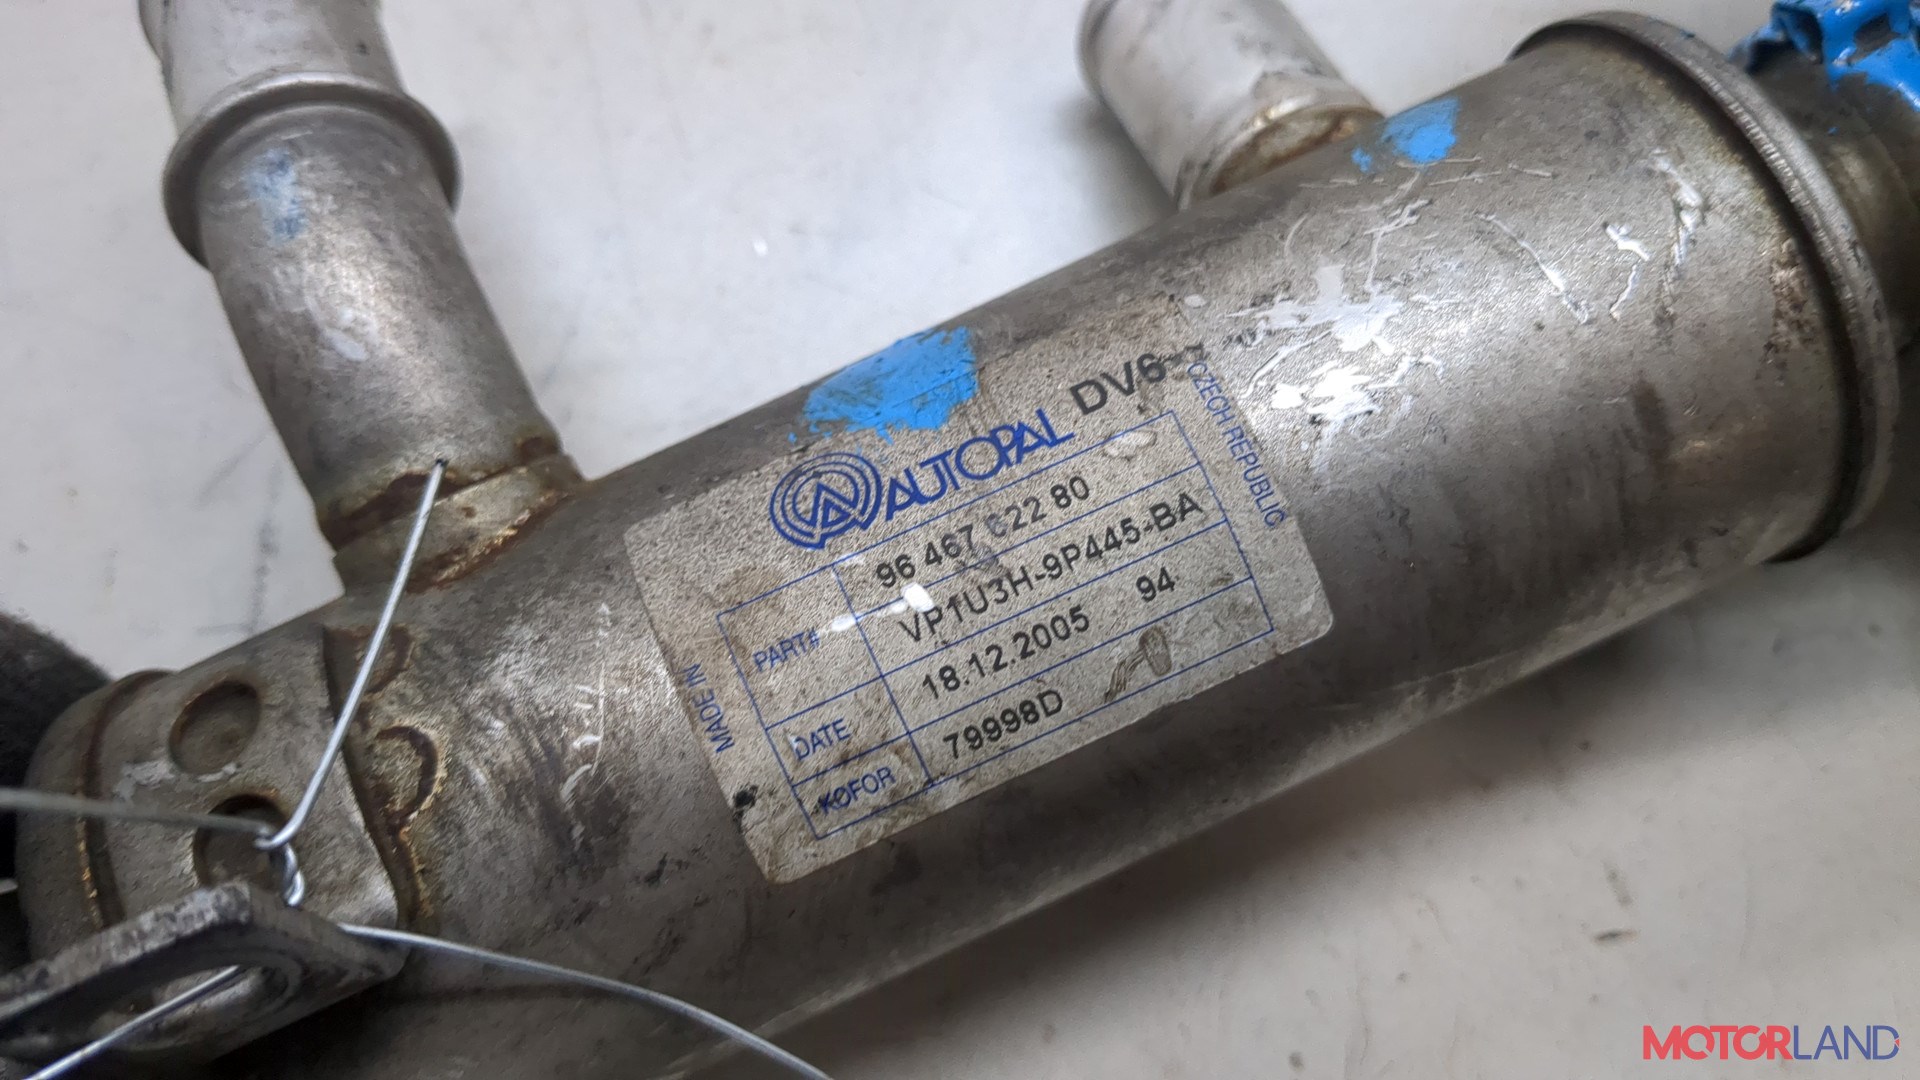 AUTOPAL DV6
PART# 96 467 622 80
VP1U3H-9P445-BA
DATE 18.12.2005 94
KOFOR 79998D
MADE IN
CZECH REPUBLIC
MOTORLAND